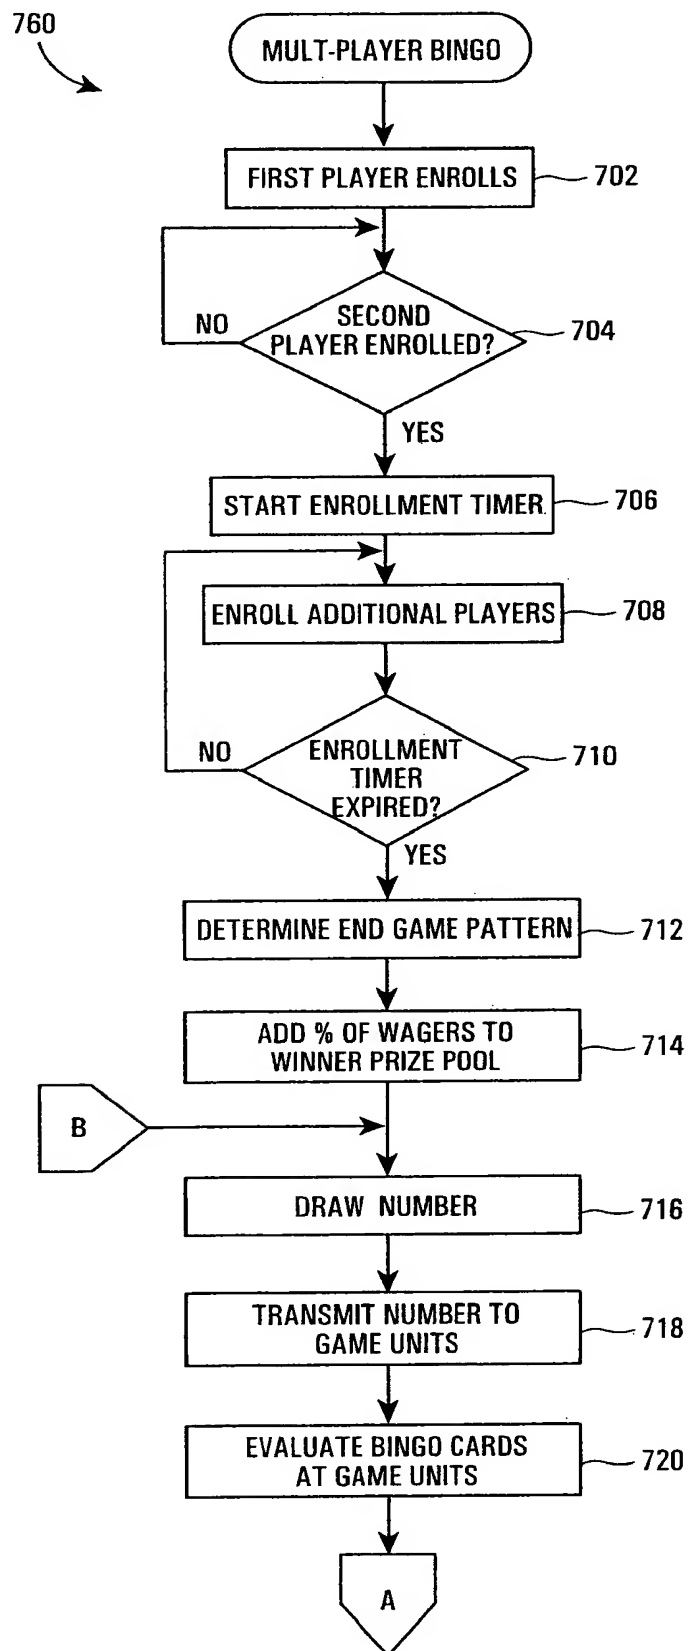 760
MULT-PLAYER BINGO
FIRST PLAYER ENROLLS
702
SECOND
PLAYER ENROLLED?
704
NO
YES
START ENROLLMENT TIMER.
706
ENROLL ADDITIONAL PLAYERS
708
ENROLLMENT
TIMER
EXPIRED?
710
NO
YES
DETERMINE END GAME PATTERN
712
ADD % OF WAGERS TO
WINNER PRIZE POOL
714
B
DRAW NUMBER
716
TRANSMIT NUMBER TO
GAME UNITS
718
EVALUATE BINGO CARDS
AT GAME UNITS
720
A